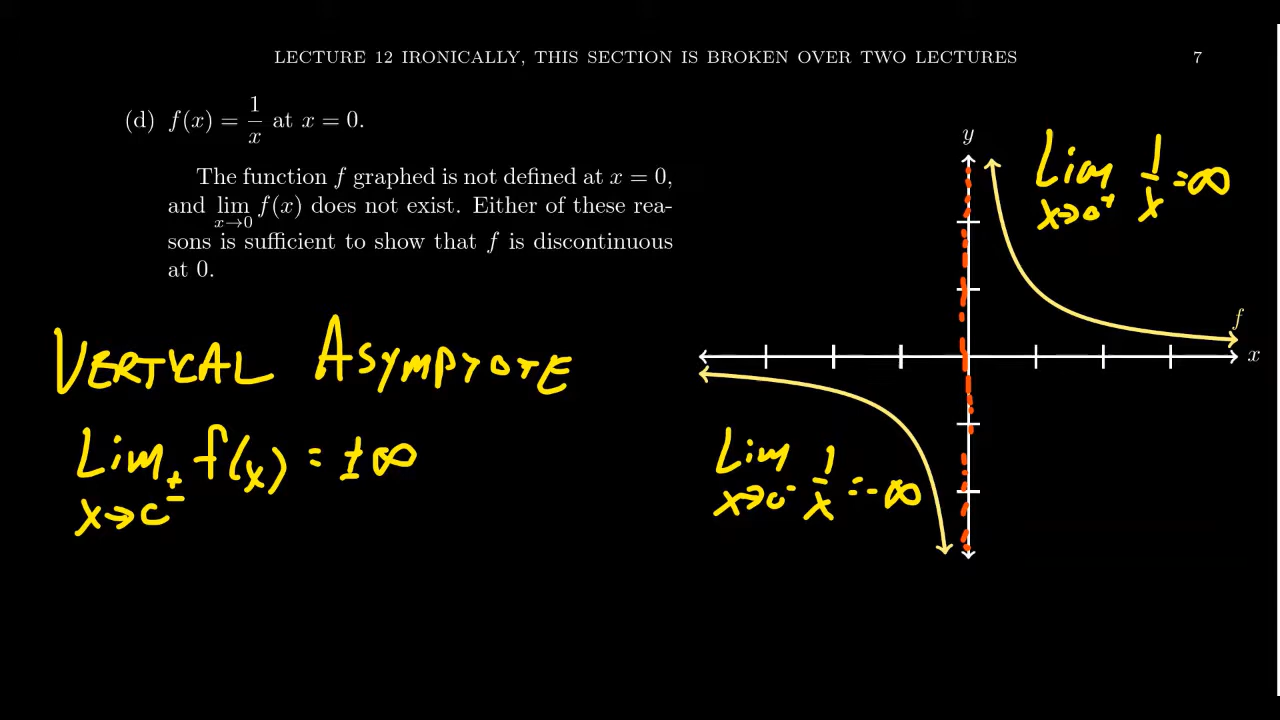 LECTURE 12 IRONICALLY, THIS SECTION IS BROKEN OVER TWO LECTURES 7
(d) f(x) = 1/x at x = 0.
The function f graphed is not defined at x = 0,
and lim x→0 f(x) does not exist. Either of these rea-
sons is sufficient to show that f is discontinuous
at 0.
VERTICAL ASYMPTOTE
Lim x→c± f(x) = ±∞
y
Lim x→0⁺ 1/x = ∞
f
x
Lim x→0⁻ 1/x = -∞